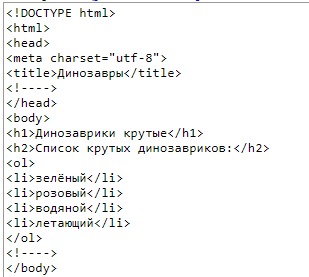 <!DOCTYPE html>
<html>
<head>
<meta charset="utf-8">
<title>Динозавры</title>
<!---->
</head>
<body>
<h1>Динозаврики крутые</h1>
<h2>Список крутых динозавриков:</h2>
<ol>
<li>зелёный</li>
<li>розовый</li>
<li>водяной</li>
<li>летающий</li>
</ol>
<!---->
</body>